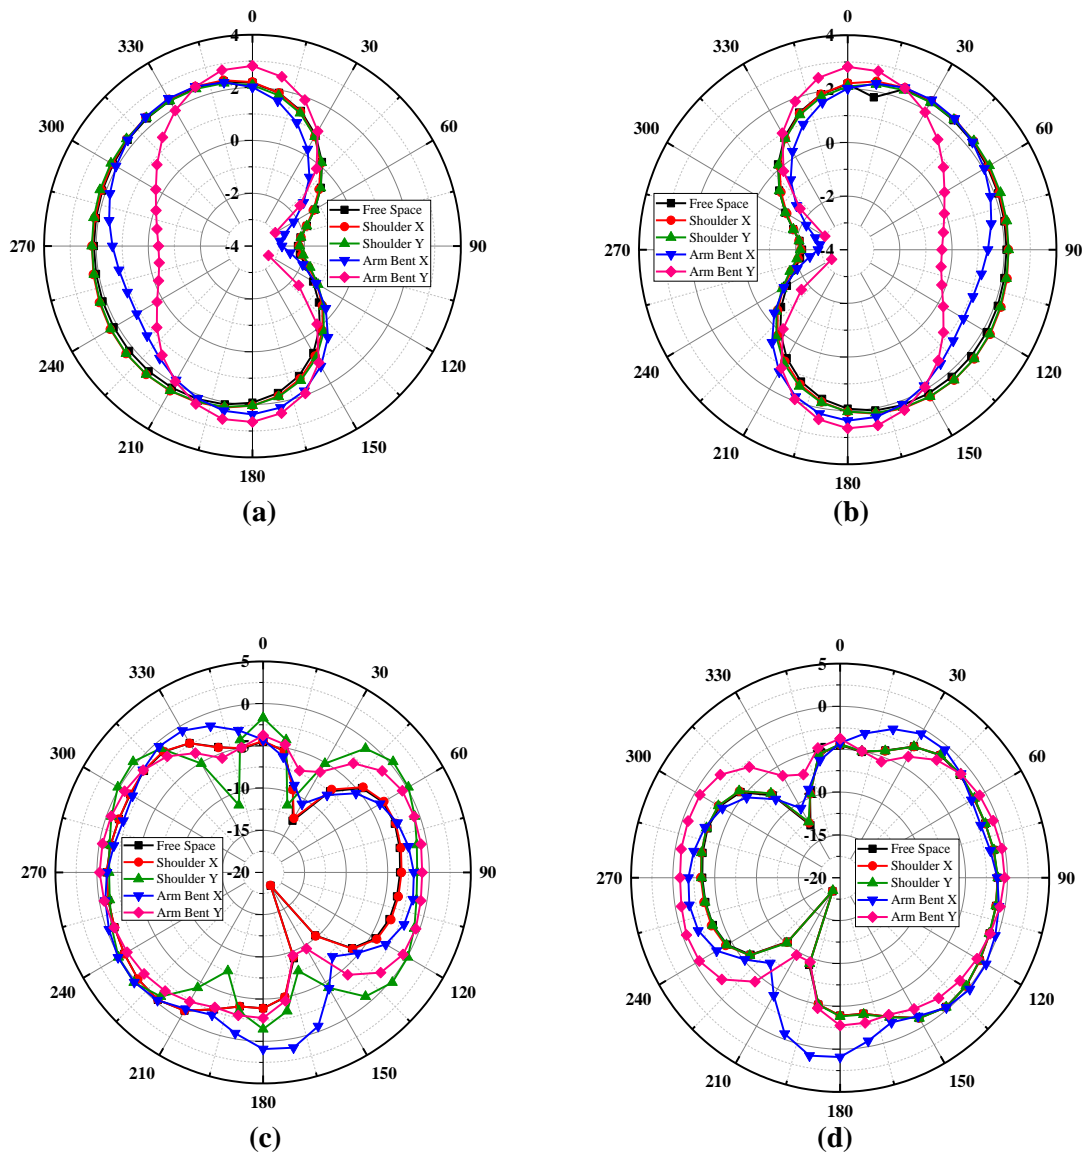 0
330
30
4
300
60
2
0
-2
270
-4
90
Free Space
Shoulder X
Shoulder Y
Arm Bent X
Arm Bent Y
240
120
210
150
180
(a)
0
330
30
4
300
60
2
0
-2
270
-4
90
Free Space
Shoulder X
Shoulder Y
Arm Bent X
Arm Bent Y
240
120
210
150
180
(b)
0
330
30
5
0
300
60
-5
-10
-15
270
-20
90
Free Space
Shoulder X
Shoulder Y
Arm Bent X
Arm Bent Y
240
120
210
150
180
(c)
0
330
30
5
0
300
60
-5
-10
-15
270
-20
90
Free Space
Shoulder X
Shoulder Y
Arm Bent X
Arm Bent Y
240
120
210
150
180
(d)